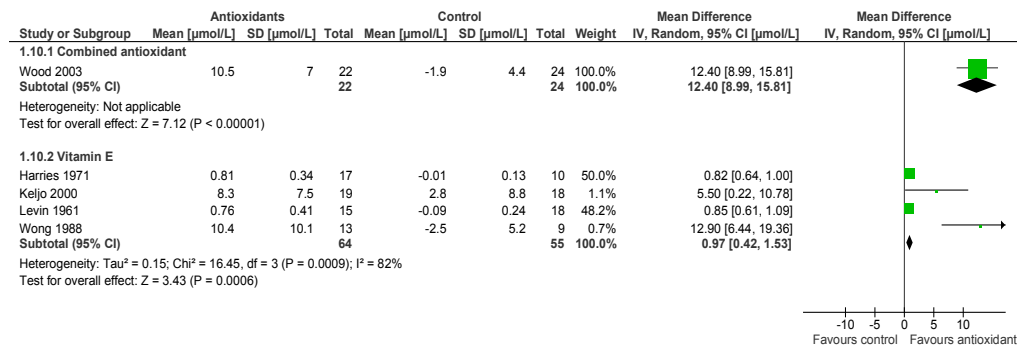 Antioxidants Control Mean Difference Mean Difference
Study or Subgroup Mean [µmol/L] SD [µmol/L] Total Mean [µmol/L] SD [µmol/L] Total Weight IV, Random, 95% CI [µmol/L] IV, Random, 95% CI [µmol/L]
1.10.1 Combined antioxidant
Wood 2003 10.5 7 22 -1.9 4.4 24 100.0% 12.40 [8.99, 15.81]
Subtotal (95% CI) 22 24 100.0% 12.40 [8.99, 15.81]
Heterogeneity: Not applicable
Test for overall effect: Z = 7.12 (P < 0.00001)
1.10.2 Vitamin E
Harries 1971 0.81 0.34 17 -0.01 0.13 10 50.0% 0.82 [0.64, 1.00]
Keljo 2000 8.3 7.5 19 2.8 8.8 18 1.1% 5.50 [0.22, 10.78]
Levin 1961 0.76 0.41 15 -0.09 0.24 18 48.2% 0.85 [0.61, 1.09]
Wong 1988 10.4 10.1 13 -2.5 5.2 9 0.7% 12.90 [6.44, 19.36]
Subtotal (95% CI) 64 55 100.0% 0.97 [0.42, 1.53]
Heterogeneity: Tau² = 0.15; Chi² = 16.45, df = 3 (P = 0.0009); I² = 82%
Test for overall effect: Z = 3.43 (P = 0.0006)
-10 -5 0 5 10
Favours control Favours antioxidant